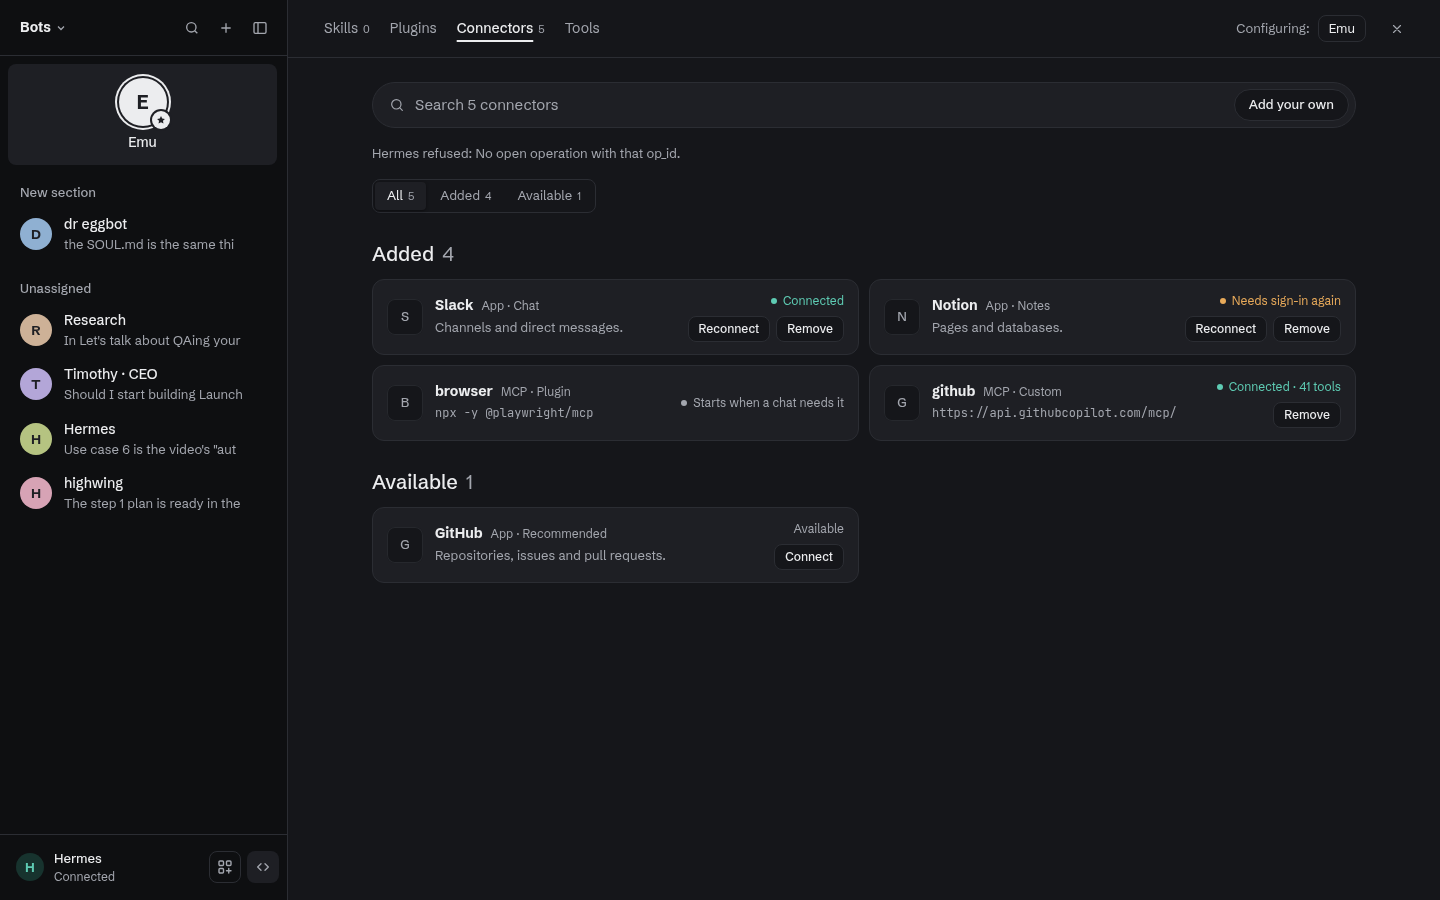 Bots
E
Emu
New section
D
dr eggbot
the SOUL.md is the same thi
Unassigned
R
Research
In Let's talk about QAing your
T
Timothy · CEO
Should I start building Launch
H
Hermes
Use case 6 is the video's "aut
H
highwing
The step 1 plan is ready in the
H
Hermes
Connected
Skills 0 Plugins Connectors 5 Tools
Configuring: Emu
Search 5 connectors
Add your own
Hermes refused: No open operation with that op_id.
All 5 Added 4 Available 1
Added 4
S
Slack App · Chat
Channels and direct messages.
Connected
Reconnect Remove
N
Notion App · Notes
Pages and databases.
Needs sign-in again
Reconnect Remove
B
browser MCP · Plugin
npx -y @playwright/mcp
Starts when a chat needs it
G
github MCP · Custom
https://api.githubcopilot.com/mcp/
Connected · 41 tools
Remove
Available 1
G
GitHub App · Recommended
Repositories, issues and pull requests.
Available
Connect